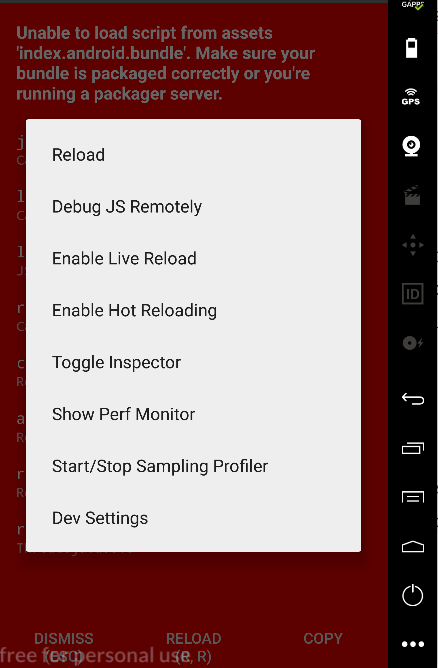 GAPPS
Unable to load script from assets
'index.android.bundle'. Make sure your
bundle is packaged correctly or you're
running a packager server.
GPS
Reload
Debug JS Remotely
Enable Live Reload
ID
Enable Hot Reloading
Toggle Inspector
Show Perf Monitor
Start/Stop Sampling Profiler
Dev Settings
DISMISS
(ESC)
RELOAD
(R, R)
COPY
free for personal use